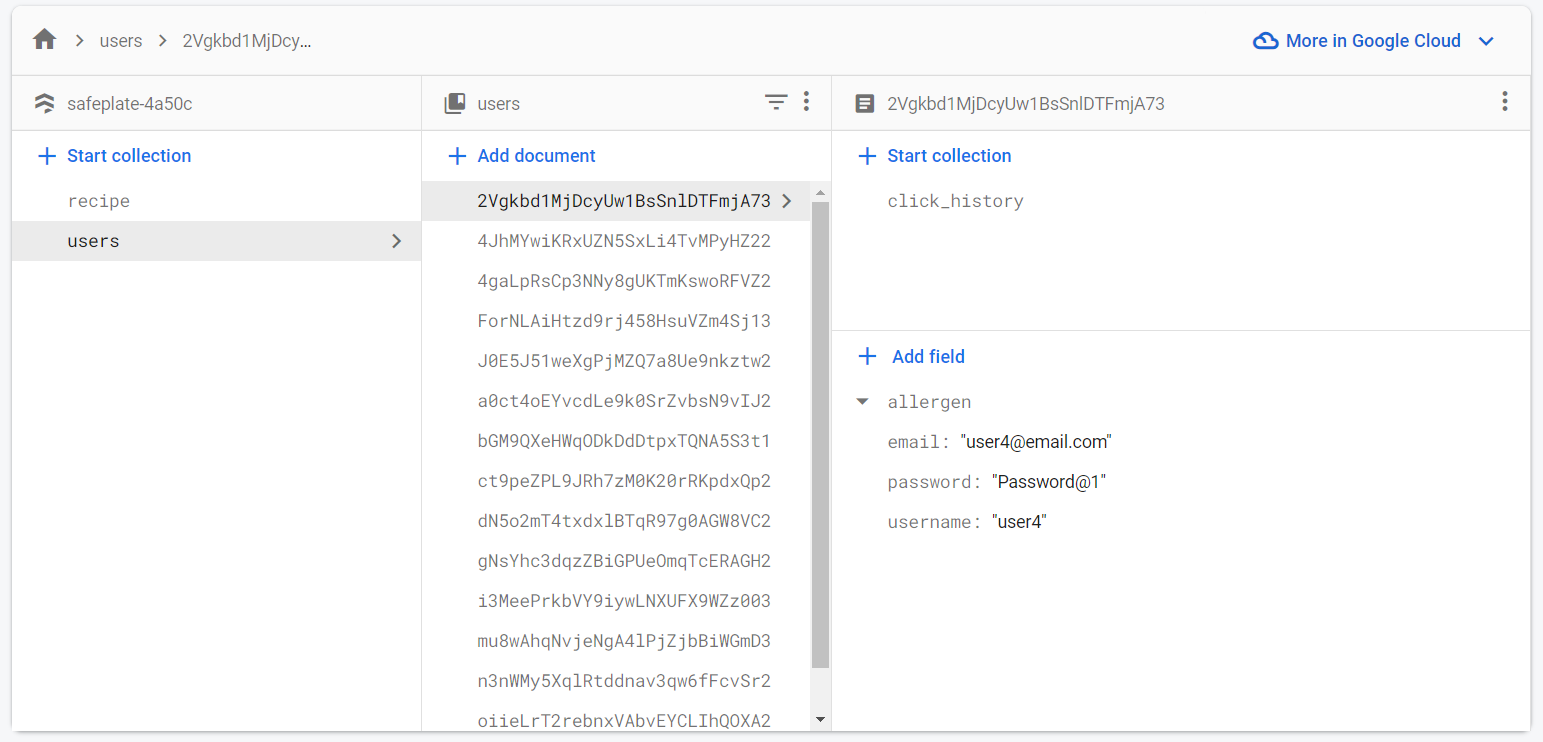 users
2Vgkbd1MjDcy...
More in Google Cloud
safeplate-4a50c
users
2Vgkbd1MjDcyUw1BsSnlDTFmjA73
Start collection
recipe
users
Add document
2Vgkbd1MjDcyUw1BsSnlDTFmjA73
4JhMYwiKRxUZN5SxLi4TvMPyHZ22
4gaLpRsCp3NNy8gUKTmKswoRFVZ2
ForNLAiHtzd9rj458HsuVZm4Sj13
J0E5J51weXgPjMZQ7a8Ue9nkztw2
a0ct4oEYvcdLe9k0SrZvbsN9vIJ2
bGM9QXeHWqODkDdDtpxTQNA5S3t1
ct9peZPL9JRh7zM0K20rRKpdxQp2
dN5o2mT4txdxlBTqR97g0AGW8VC2
gNsYhc3dqzZBiGPUeOmqTcERAGH2
i3MeePrkbVY9iywLNXUFX9WZz003
mu8wAhqNvjeNgA4lPjZjbBiWGmD3
n3nWMy5XqlRtddnav3qw6fFcvSr2
oiieLrT2rebnxVAbvEYCLIhQOXA2
Start collection
click_history
Add field
allergen
email: "user4@email.com"
password: "Password@1"
username: "user4"